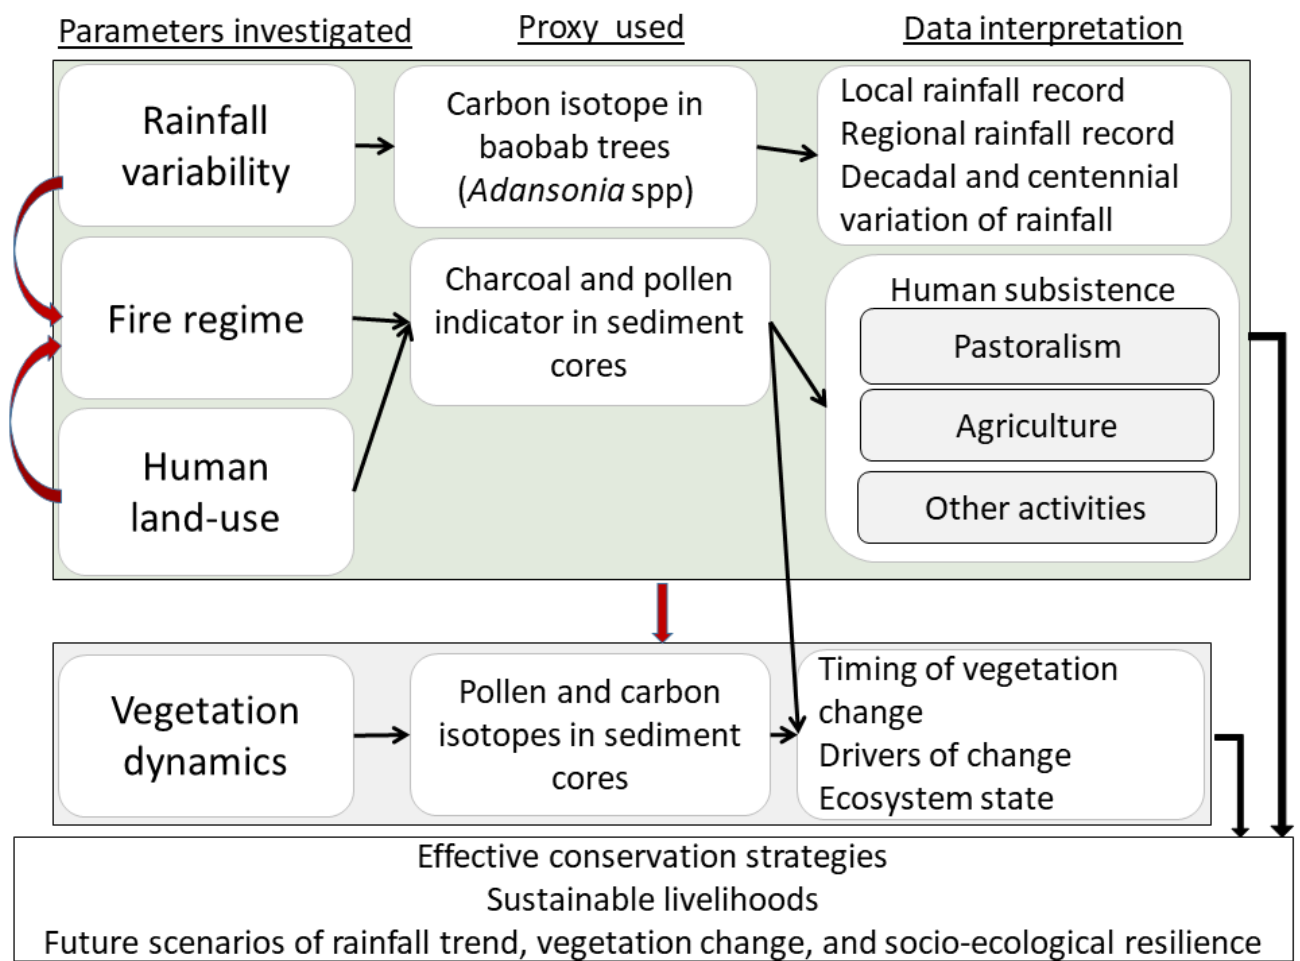 Parameters investigated
Proxy used
Data interpretation
Rainfall
variability
Carbon isotope in
baobab trees
(Adansonia spp)
Local rainfall record
Regional rainfall record
Decadal and centennial
variation of rainfall
Fire regime
Charcoal and pollen
indicator in sediment
cores
Human subsistence
Pastoralism
Agriculture
Other activities
Human
land-use
Vegetation
dynamics
Pollen and carbon
isotopes in sediment
cores
Timing of vegetation
change
Drivers of change
Ecosystem state
Effective conservation strategies
Sustainable livelihoods
Future scenarios of rainfall trend, vegetation change, and socio-ecological resilience